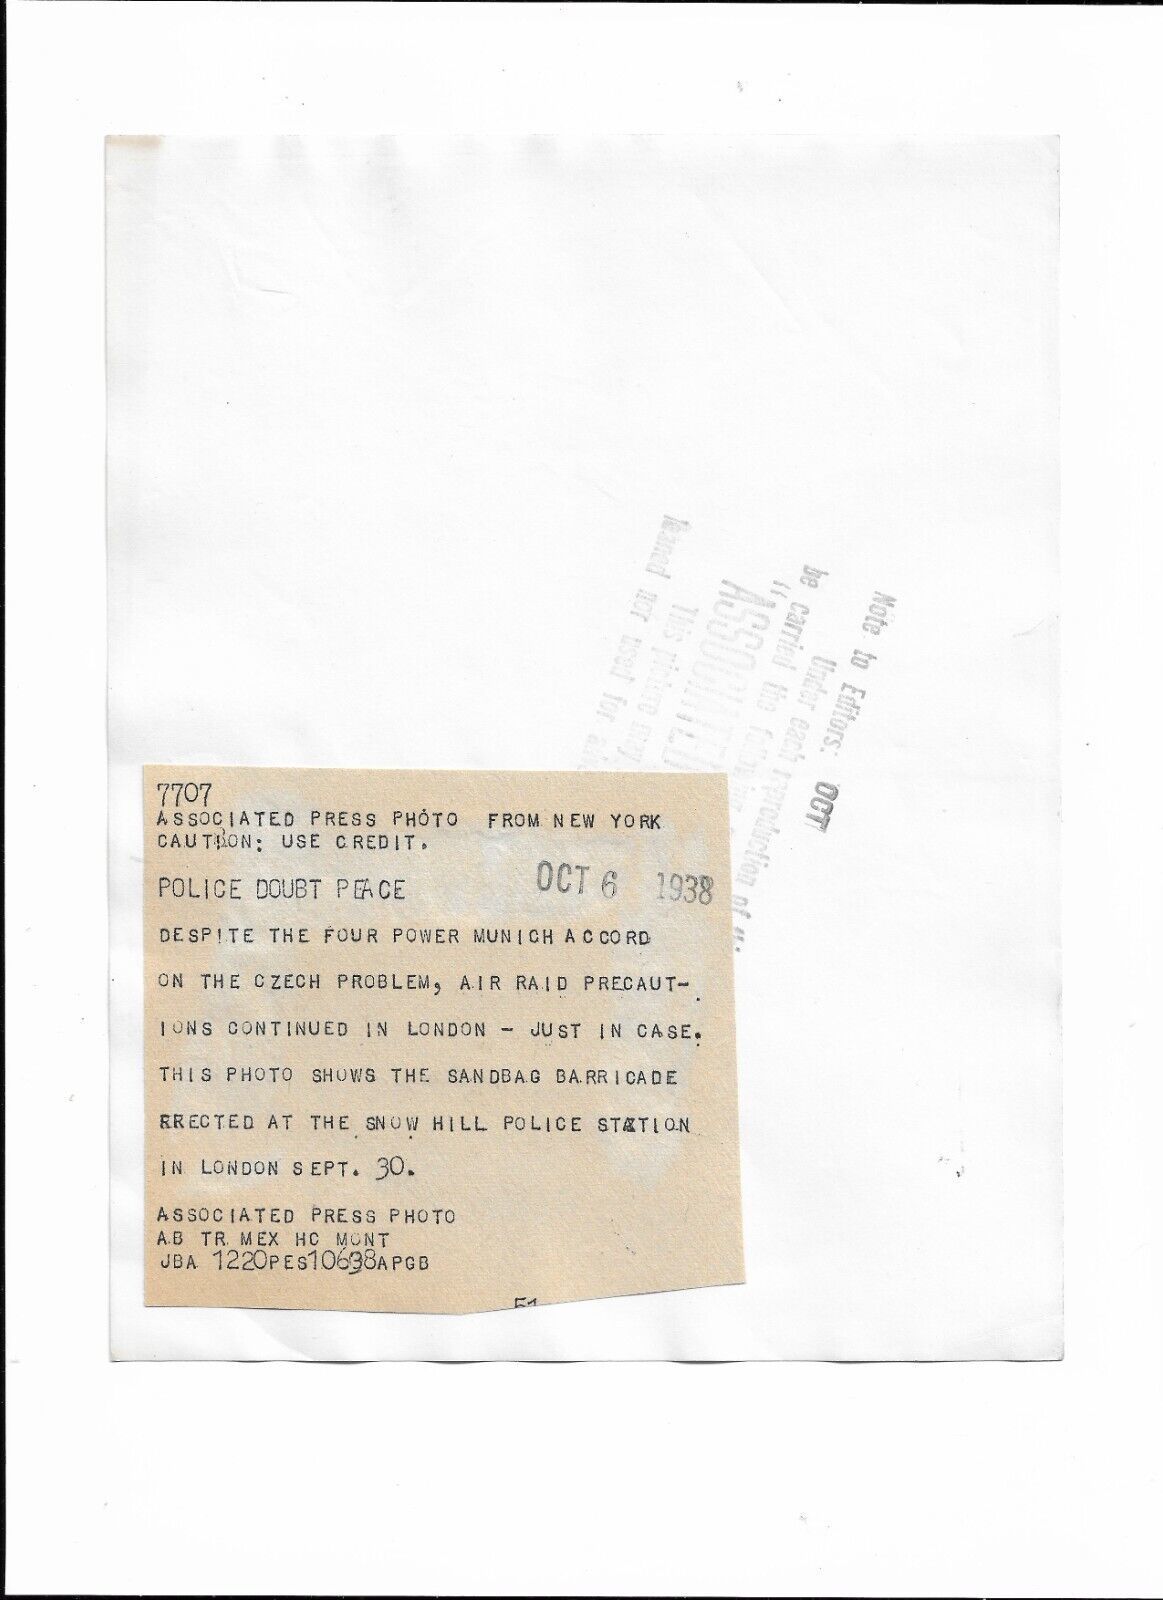 Note to Editors: OCT
Under each reproduction of
be carried the
ASSOCIATED
This picture may
loaned nor used for
7707
ASSOCIATED PRESS PHOTO FROM NEW YORK
CAUTION: USE CREDIT.
POLICE DOUBT PEACE OCT 6 1938
DESPITE THE FOUR POWER MUNICH ACCORD
ON THE CZECH PROBLEM, AIR RAID PRECAUT-
IONS CONTINUED IN LONDON - JUST IN CASE.
THIS PHOTO SHOWS THE SANDBAG BARRICADE
RRECTED AT THE SNOW HILL POLICE STATION
IN LONDON SEPT. 30.
ASSOCIATED PRESS PHOTO
AB TR MEX HC MONT
JBA 1220PES10638APGB